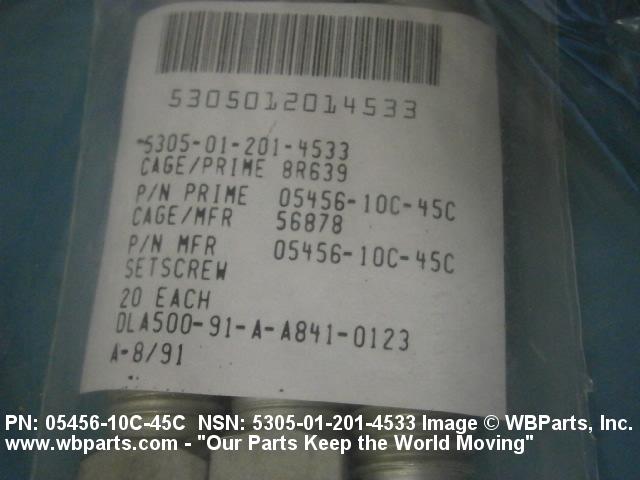 5305012014533
5305-01-201-4533
CAGE/PRIME 8R639
P/N PRIME 05456-10C-45C
CAGE/MFR 56878
P/N MFR 05456-10C-45C
SETSCREW
20 EACH
DLA500-91-A-A841-0123
A-8/91
PN: 05456-10C-45C NSN: 5305-01-201-4533 Image © WBParts, Inc.
www.wbparts.com - "Our Parts Keep the World Moving"